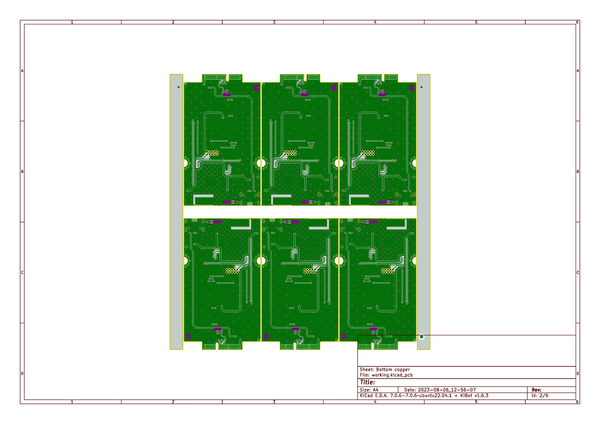 1 2 3 4 5 6
A A
B B
C C
D D
Sheet: Bottom copper
File: working.kicad_pcb
Title:
Size: A4 Date: 2023-08-06_12-56-07 Rev:
KiCad E.D.A. 7.0.6-7.0.6~ubuntu22.04.1 + KiBot v1.6.3 Id: 2/6
1 2 3 4 5 6